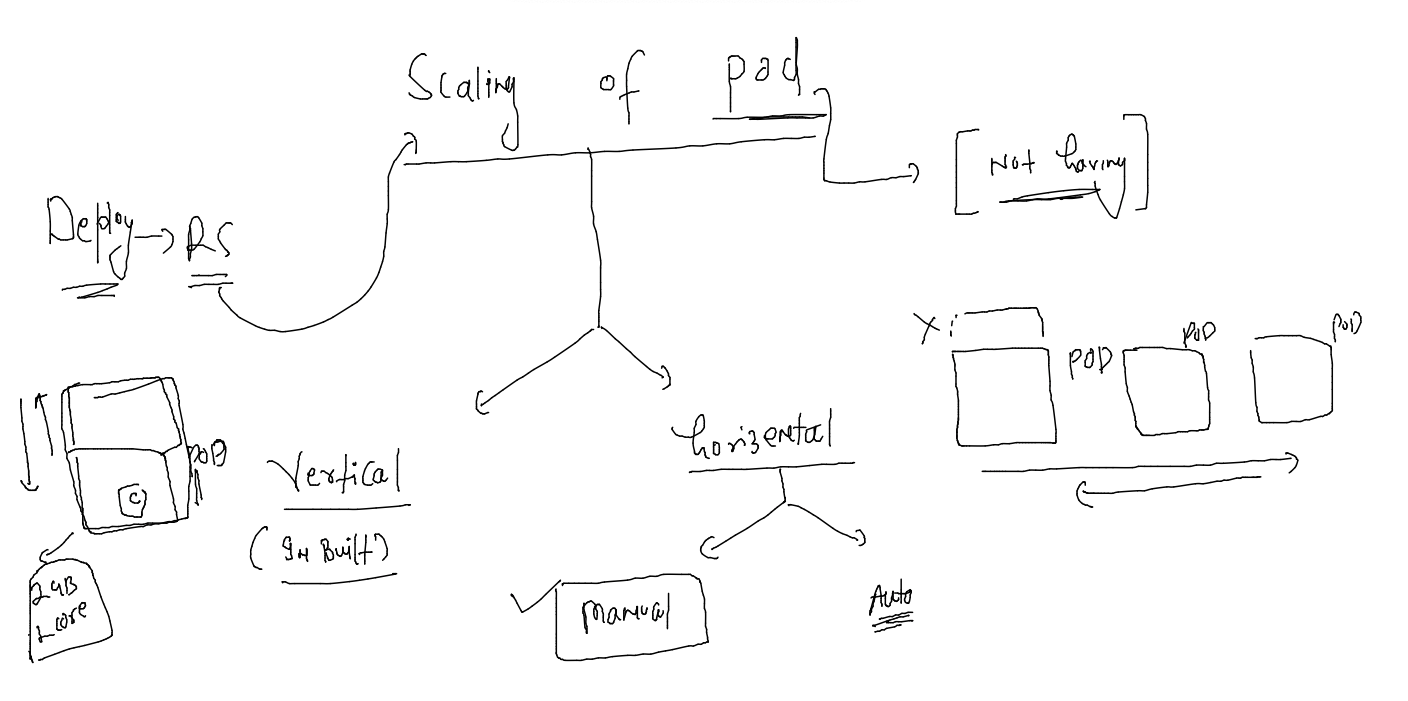 Scaling of pod
[Not having]
Deploy → RS
X
POD
POD
POD
horizental
POD
Vertical
C
(In Built)
2GB
1 core
Manual
Auto